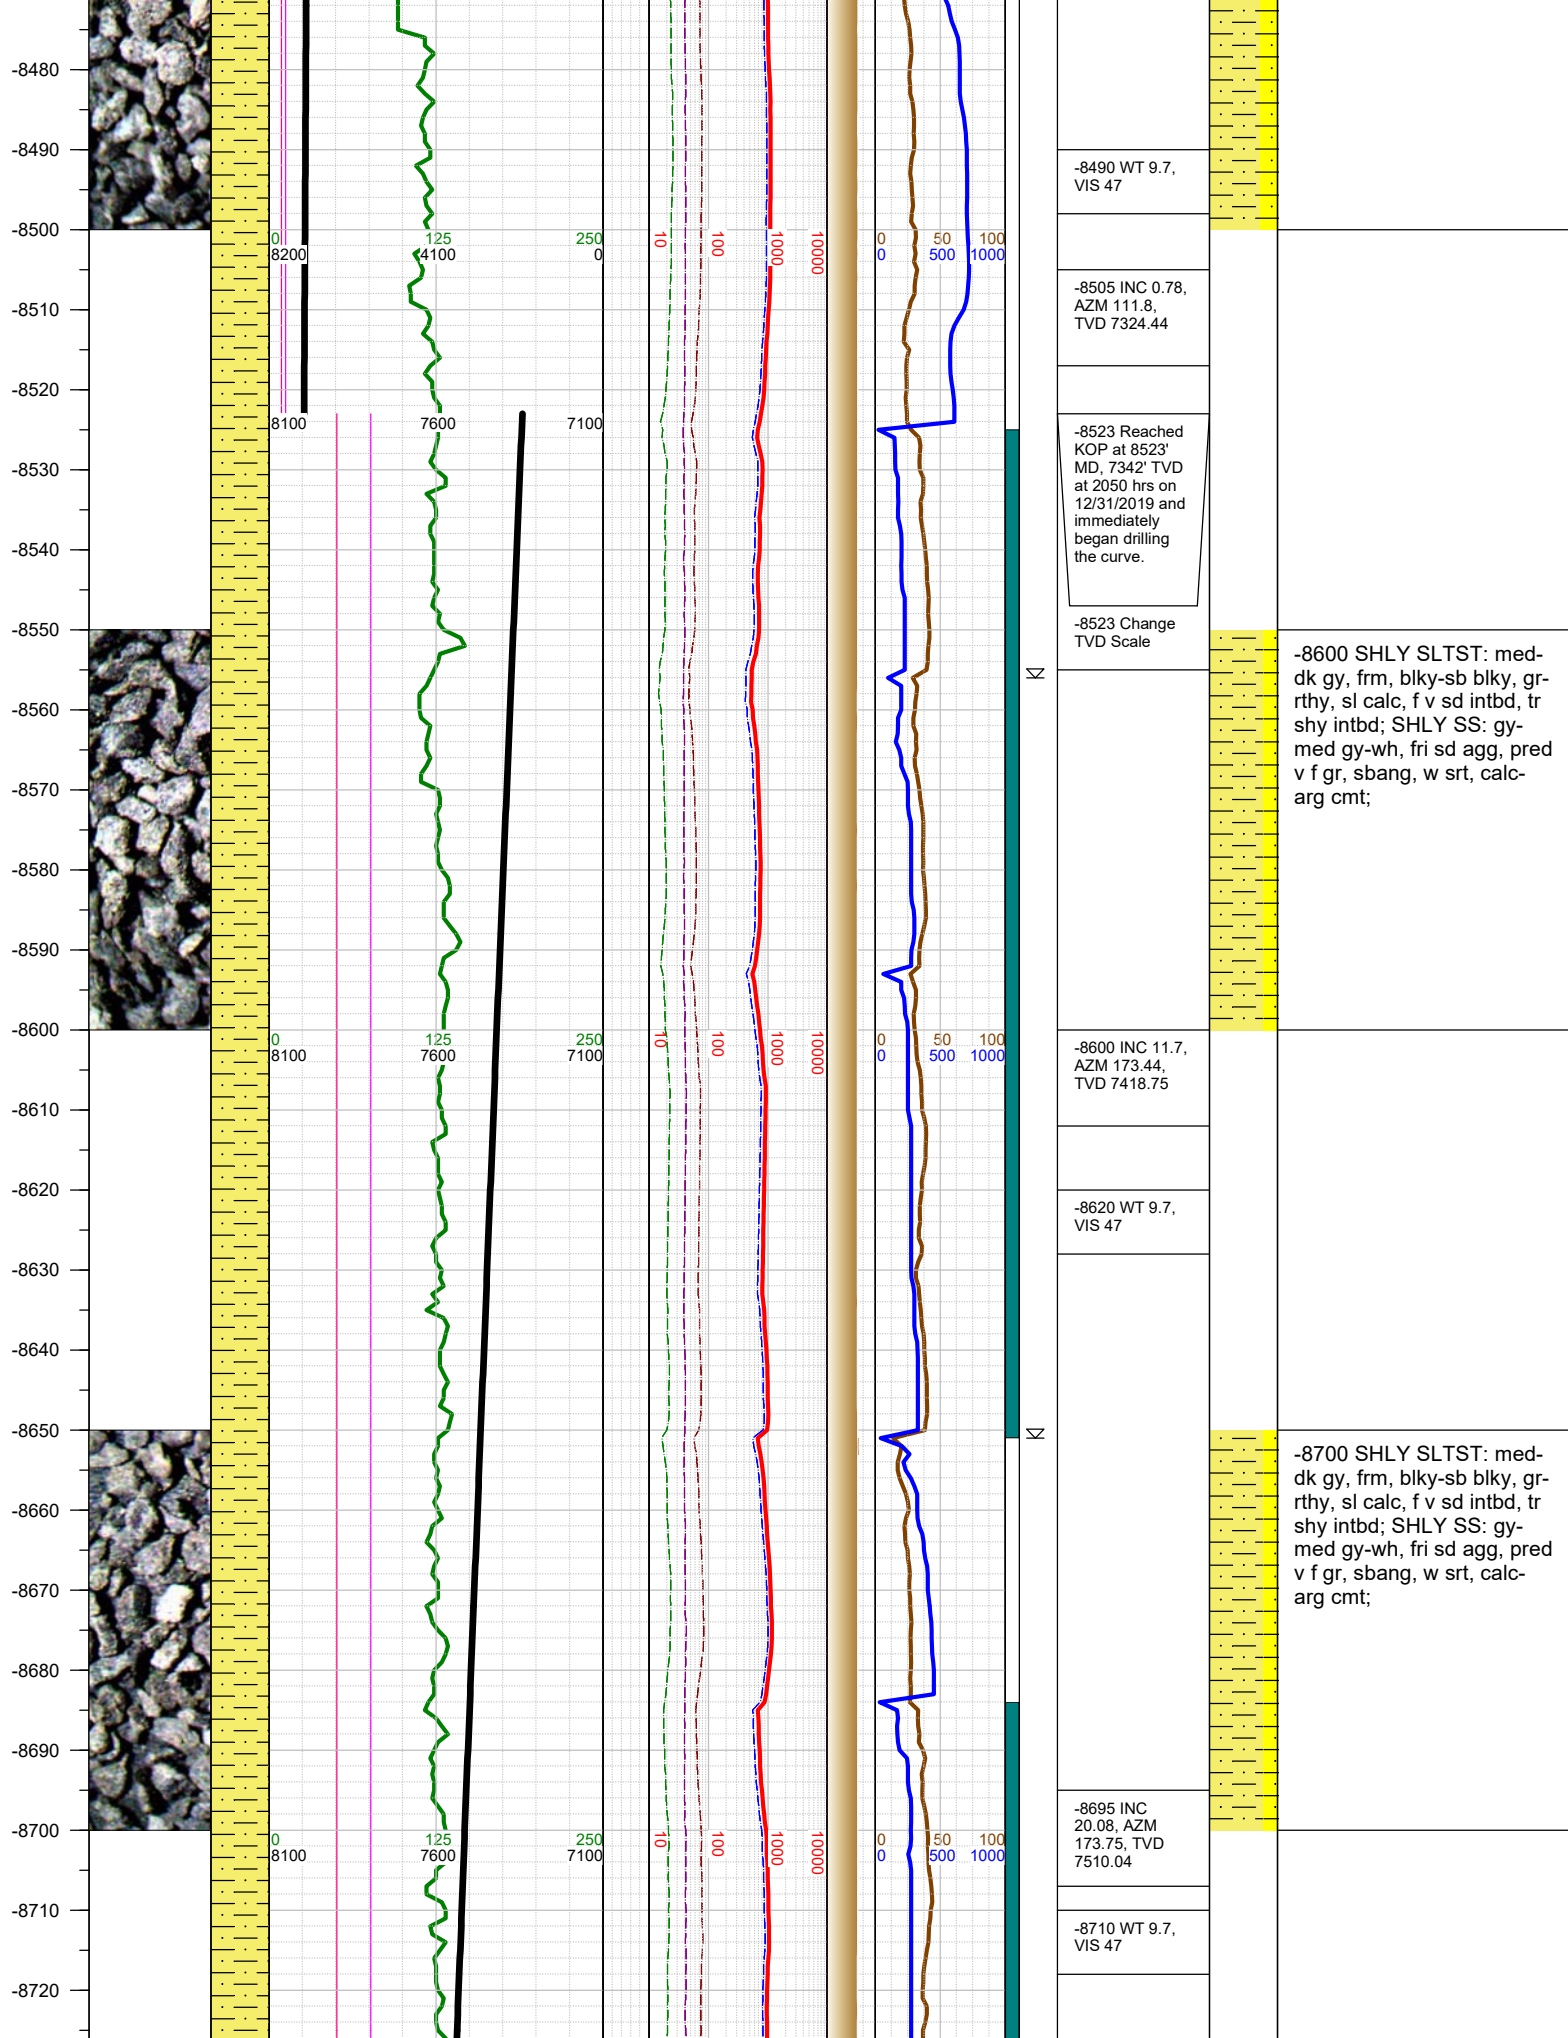 -8480
-8490
-8490 WT 9.7,
VIS 47
-8500
0 125 250
8200 4100 0
10 100 1000 10000
0 50 100
0 500 1000
-8505 INC 0.78,
AZM 111.8,
TVD 7324.44
-8510
-8520
8100 7600 7100
-8523 Reached
KOP at 8523'
MD, 7342' TVD
at 2050 hrs on
12/31/2019 and
immediately
began drilling
the curve.
-8530
-8540
-8523 Change
TVD Scale
-8550
-8600 SHLY SLTST: med-
dk gy, frm, blky-sb blky, gr-
rthy, sl calc, f v sd intbd, tr
shy intbd; SHLY SS: gy-
med gy-wh, fri sd agg, pred
v f gr, sbang, w srt, calc-
arg cmt;
-8560
-8570
-8580
-8590
-8600
0 125 250
8100 7600 7100
10 100 1000 10000
0 50 100
0 500 1000
-8600 INC 11.7,
AZM 173.44,
TVD 7418.75
-8610
-8620
-8620 WT 9.7,
VIS 47
-8630
-8640
-8650
-8700 SHLY SLTST: med-
dk gy, frm, blky-sb blky, gr-
rthy, sl calc, f v sd intbd, tr
shy intbd; SHLY SS: gy-
med gy-wh, fri sd agg, pred
v f gr, sbang, w srt, calc-
arg cmt;
-8660
-8670
-8680
-8690
-8695 INC
20.08, AZM
173.75, TVD
7510.04
-8700
0 125 250
8100 7600 7100
10 100 1000 10000
0 50 100
0 500 1000
-8710
-8710 WT 9.7,
VIS 47
-8720